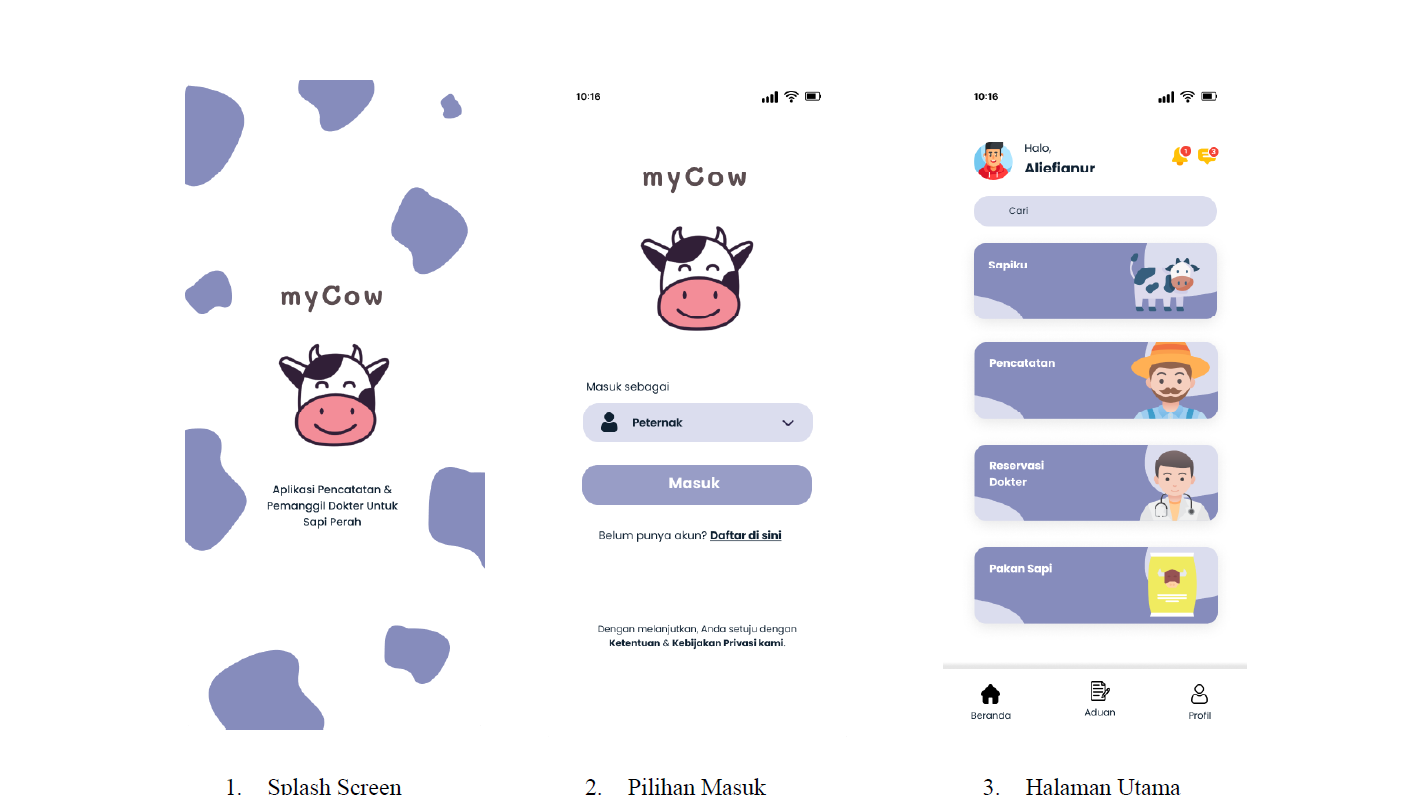 myCow
Aplikasi Pencatatan &
Pemanggil Dokter Untuk
Sapi Perah
1. Splash Screen
10:16
myCow
Masuk sebagai
Peternak
Masuk
Belum punya akun? Daftar di sini
Dengan melanjutkan, Anda setuju dengan
Ketentuan & Kebijakan Privasi kami.
2. Pilihan Masuk
10:16
Halo,
Aliefianur
1
3
Cari
Sapiku
Pencatatan
Reservasi
Dokter
Pakan Sapi
Beranda
Aduan
Profil
3. Halaman Utama